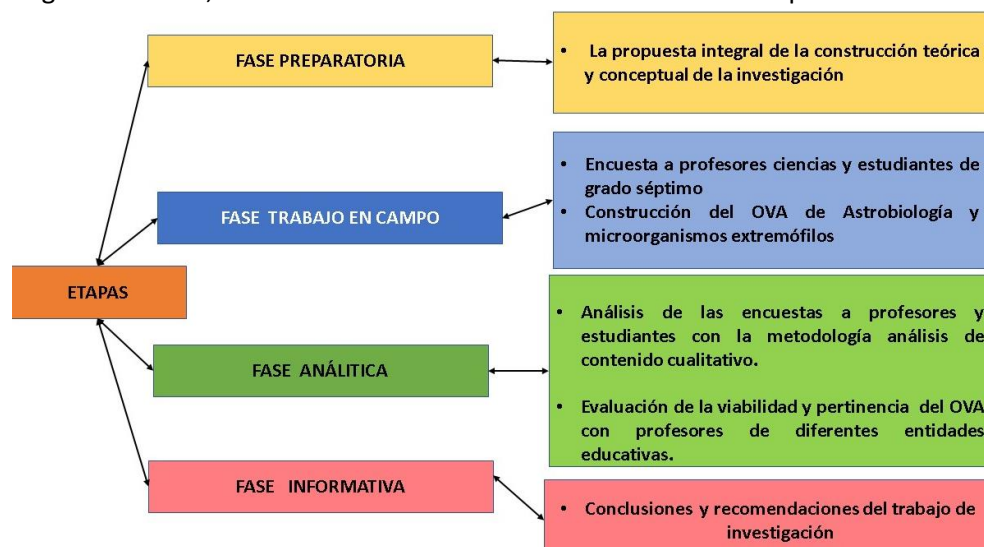 FASE PREPARATORIA
• La propuesta integral de la construcción teórica
y conceptual de la investigación
FASE TRABAJO EN CAMPO
• Encuesta a profesores ciencias y estudiantes de
grado séptimo
• Construcción del OVA de Astrobiología y
microorganismos extremófilos
ETAPAS
FASE ANÁLITICA
• Análisis de las encuestas a profesores y
estudiantes con la metodología análisis de
contenido cualitativo.
• Evaluación de la viabilidad y pertinencia del OVA
con profesores de diferentes entidades
educativas.
FASE INFORMATIVA
• Conclusiones y recomendaciones del trabajo de
investigación